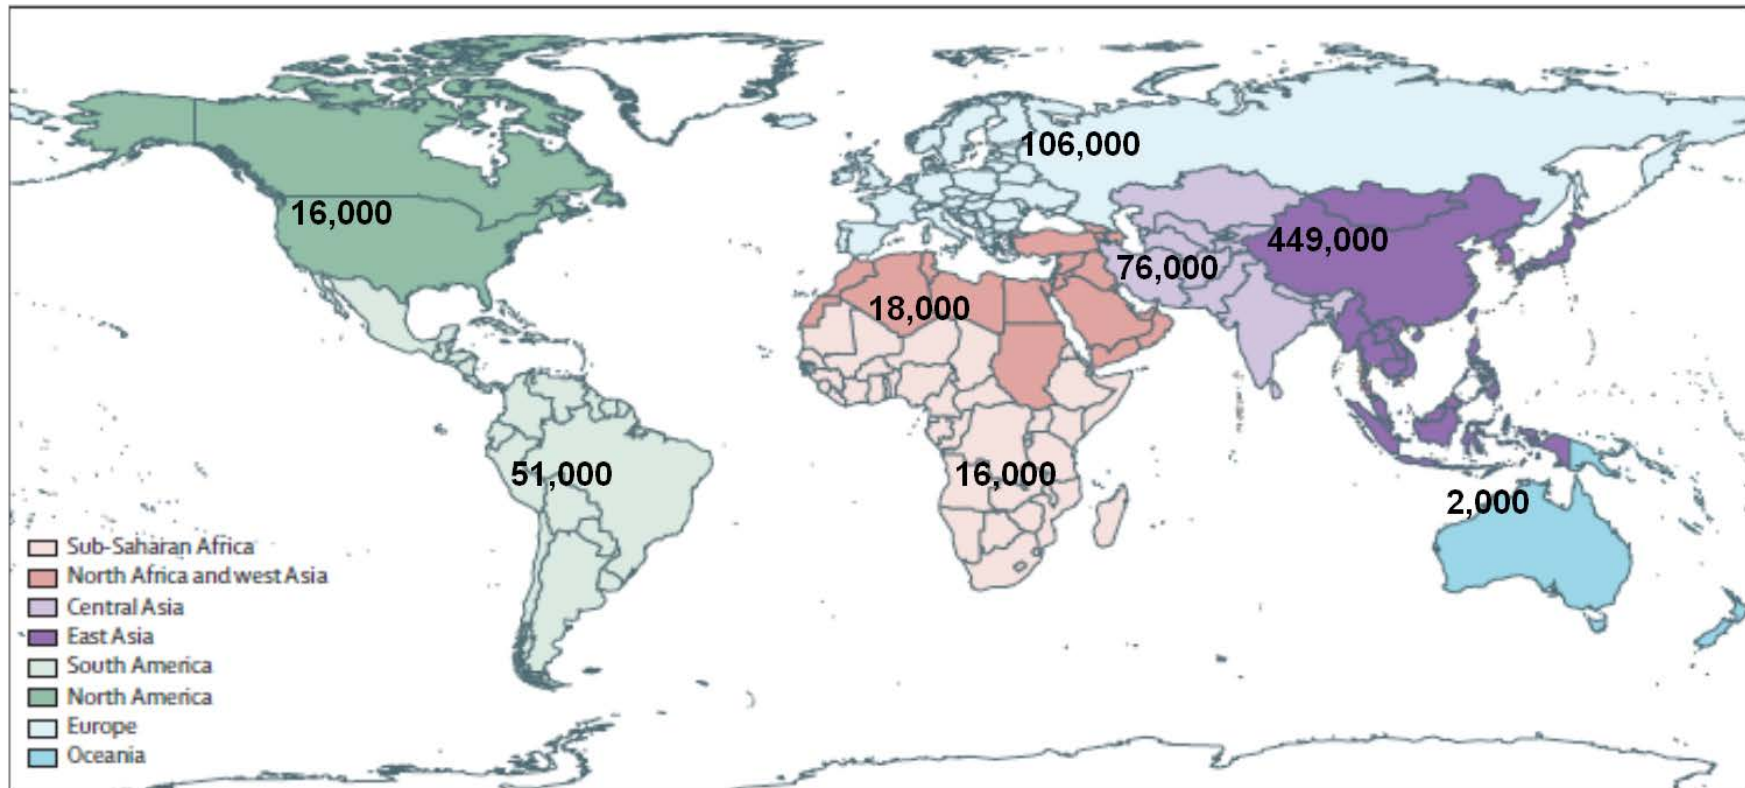 106,000
16,000
449,000
76,000
18,000
51,000
16,000
2,000
Sub-Saharan Africa
North Africa and west Asia
Central Asia
East Asia
South America
North America
Europe
Oceania